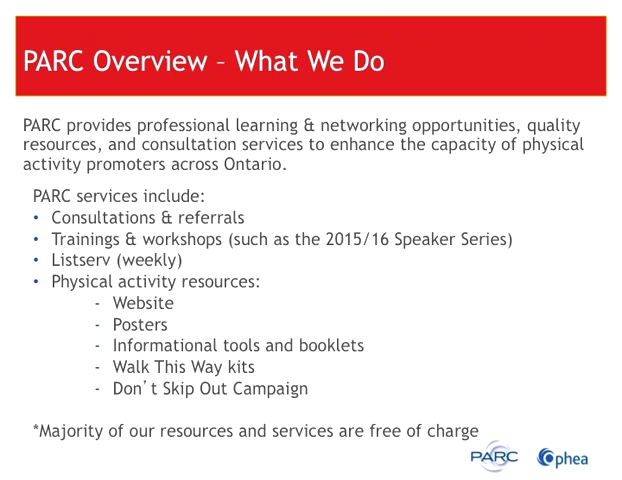 PARC Overview – What We Do
PARC provides professional learning & networking opportunities, quality
resources, and consultation services to enhance the capacity of physical
activity promoters across Ontario.
PARC services include:
• Consultations & referrals
• Trainings & workshops (such as the 2015/16 Speaker Series)
• Listserv (weekly)
• Physical activity resources:
- Website
- Posters
- Informational tools and booklets
- Walk This Way kits
- Don't Skip Out Campaign
*Majority of our resources and services are free of charge
PARC
Ophea